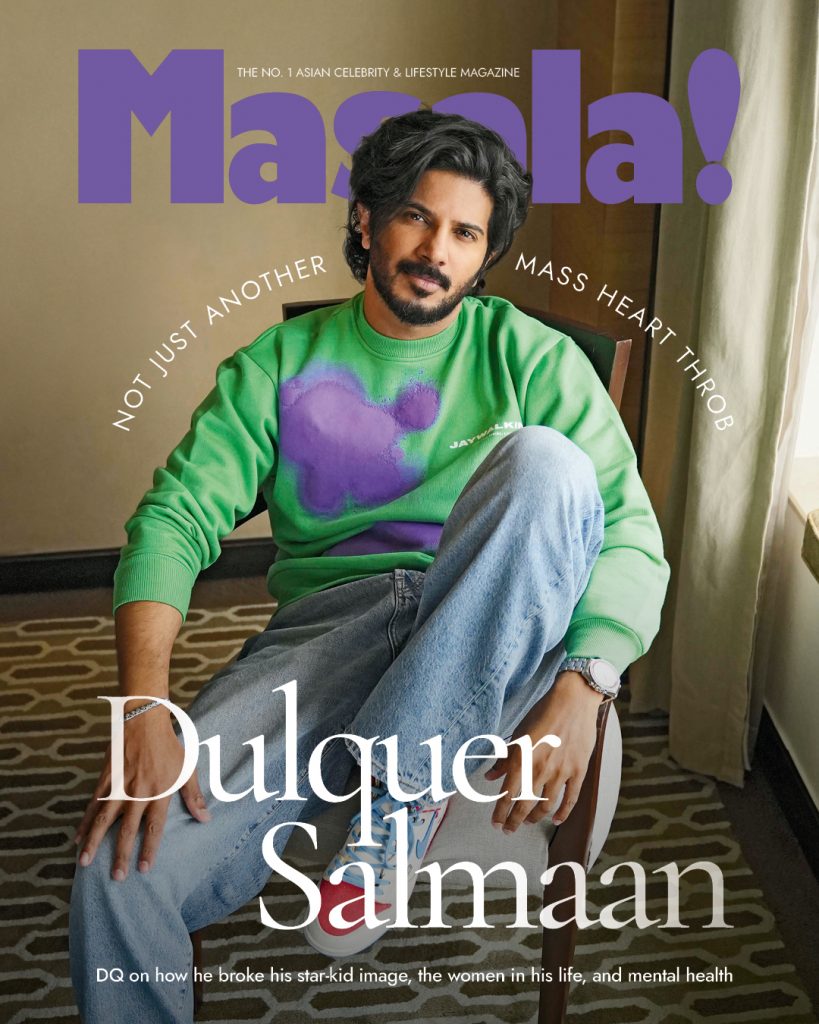 THE NO. 1 ASIAN CELEBRITY & LIFESTYLE MAGAZINE
Masala!
NOT JUST ANOTHER
MASS HEART THROB
JAYWALKIN
Dulquer
Salmaan
DQ on how he broke his star-kid image, the women in his life, and mental health